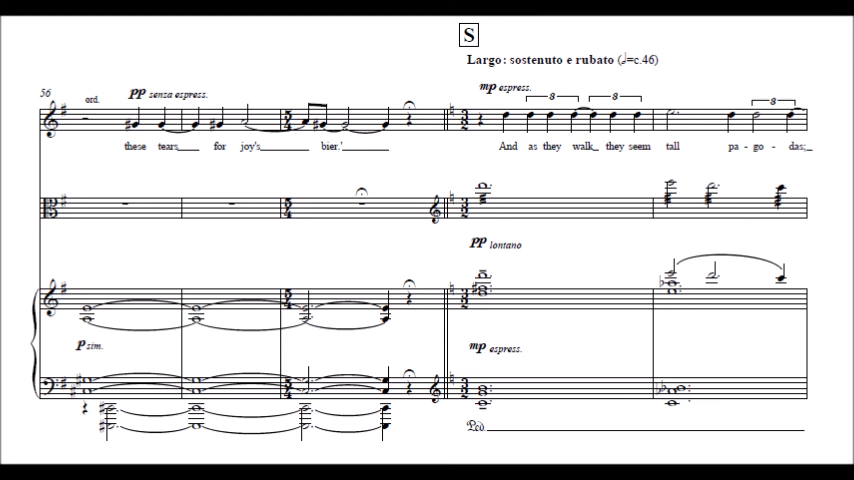 S
Largo: sostenuto e rubato (𝅗𝅥=c.46)
56
ord.
pp senza espress.
mp espress.
3 3 3
these tears for joy's bier.'
And as they walk they seem tall pa - go - das;
pp lontano
p sim.
mp espress.
Ped.